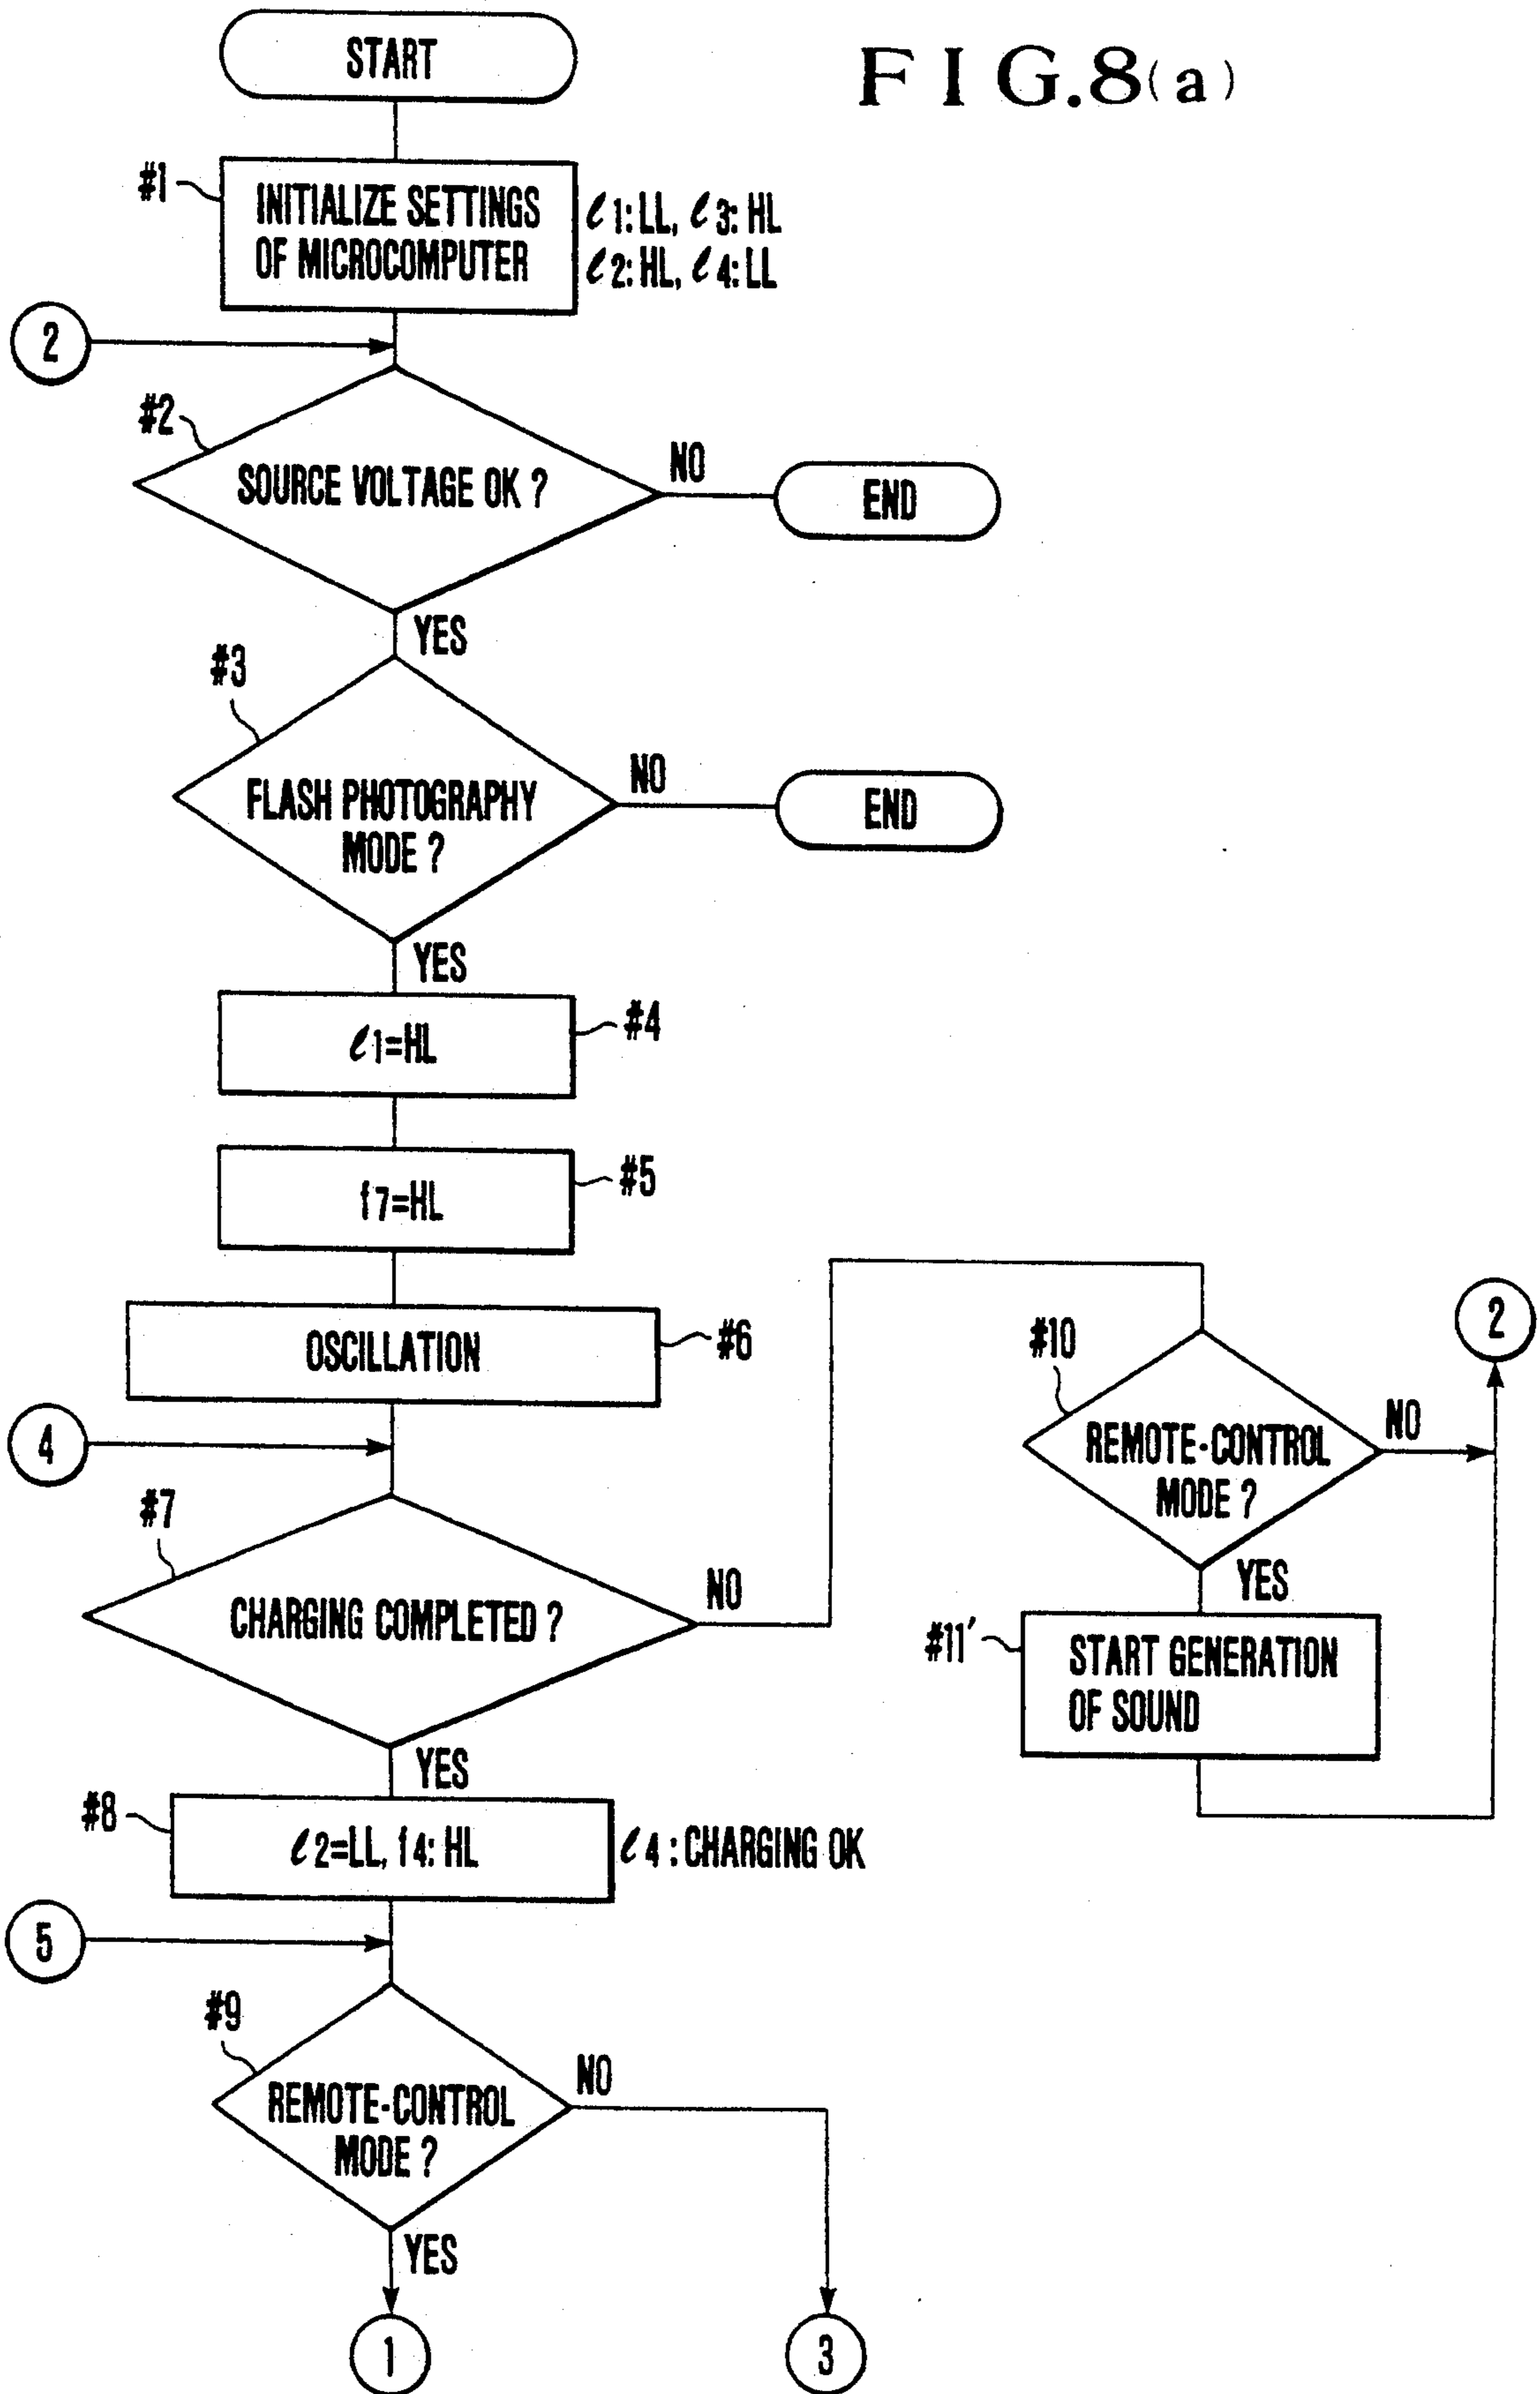 FIG.8(a)
START
#1
INITIALIZE SETTINGS
OF MICROCOMPUTER
ℓ1: LL, ℓ3: HL
ℓ2: HL, ℓ4: LL
2
#2
SOURCE VOLTAGE OK ?
NO
END
YES
#3
FLASH PHOTOGRAPHY
MODE ?
NO
END
YES
ℓ1=HL
#4
f7=HL
#5
OSCILLATION
#6
4
#7
CHARGING COMPLETED ?
NO
#10
REMOTE-CONTROL
MODE ?
NO
2
YES
#11′
START GENERATION
OF SOUND
YES
#8
ℓ2=LL, f4: HL
ℓ4 : CHARGING OK
5
#9
REMOTE-CONTROL
MODE ?
NO
YES
1
3